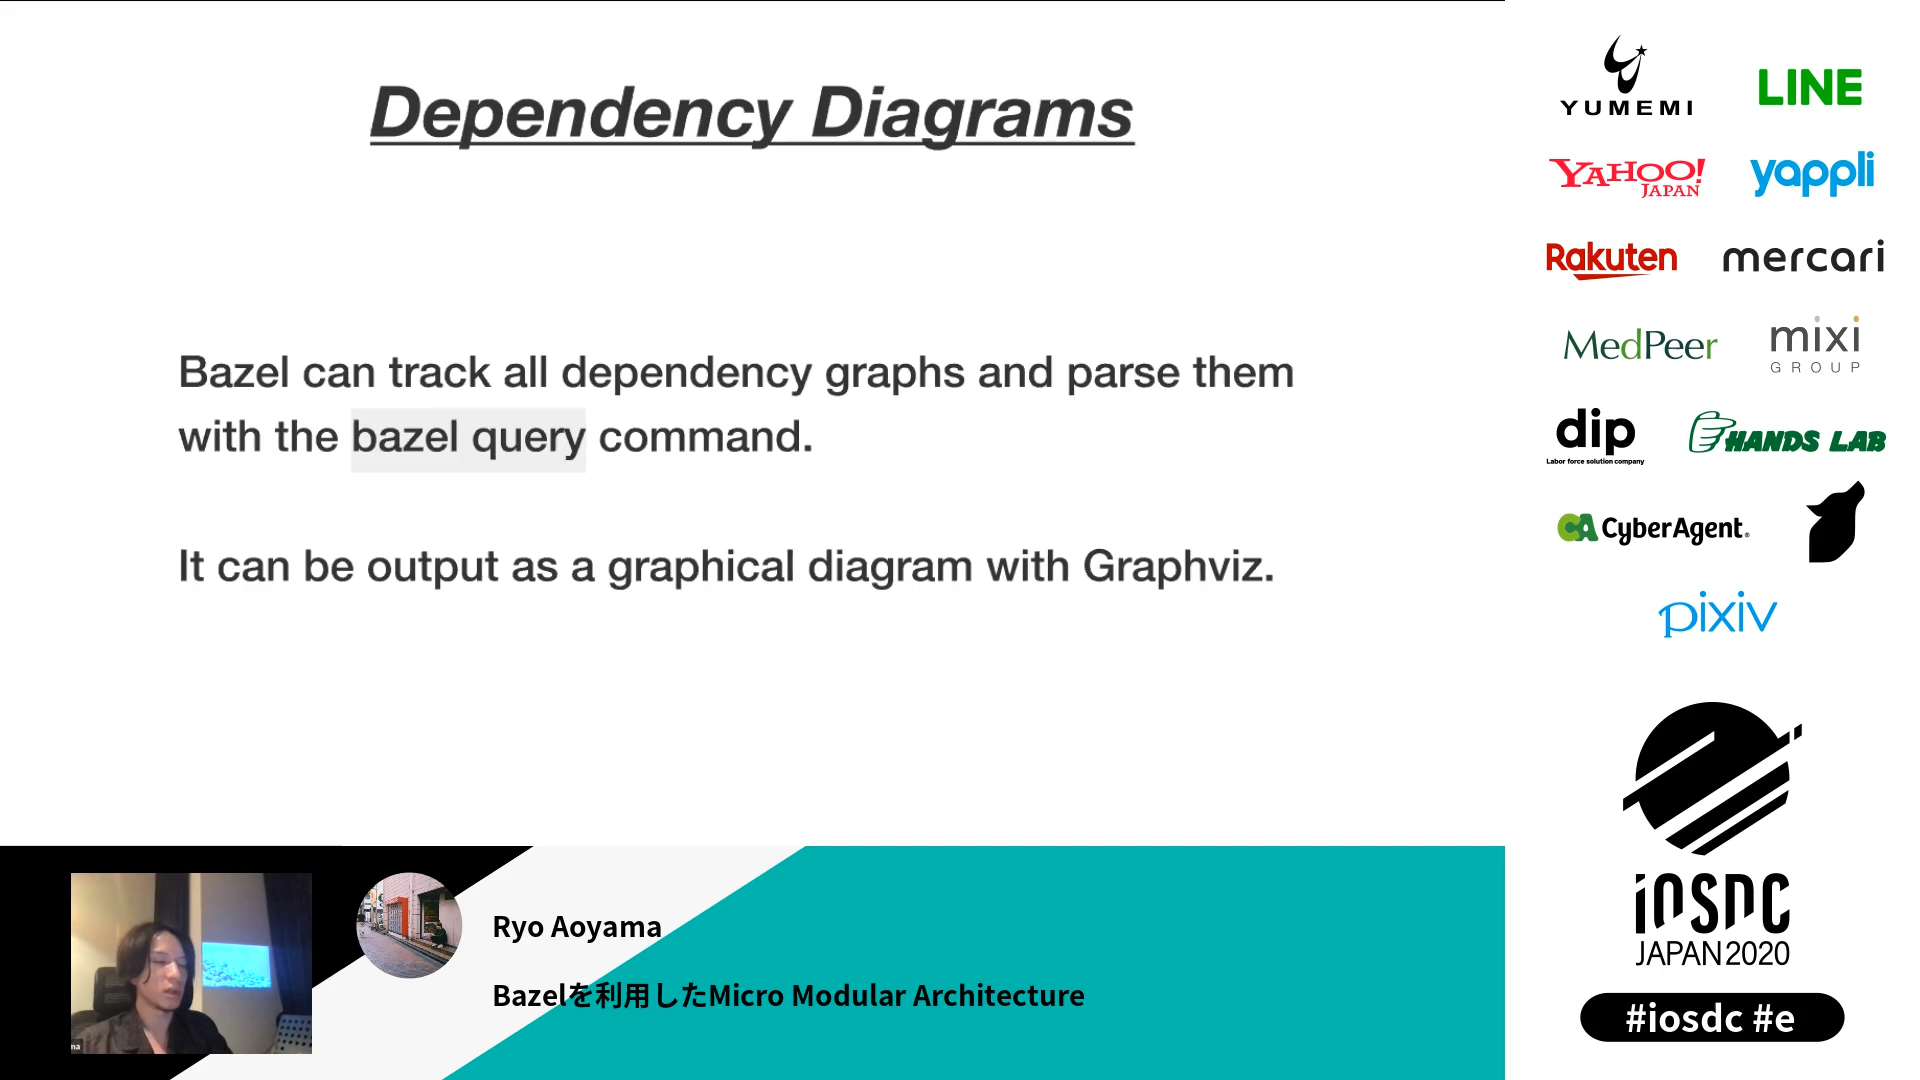 Dependency Diagrams
Bazel can track all dependency graphs and parse them
with the bazel query command.
It can be output as a graphical diagram with Graphviz.
YUMEMI
LINE
YAHOO!
JAPAN
yappli
Rakuten
mercari
MedPeer
mixi
GROUP
dip
Labor force solution company
HANDS LAB
CA CyberAgent
pixiv
iOSDC
JAPAN2020
#iosdc #e
Ryo Aoyama
Bazelを利用したMicro Modular Architecture